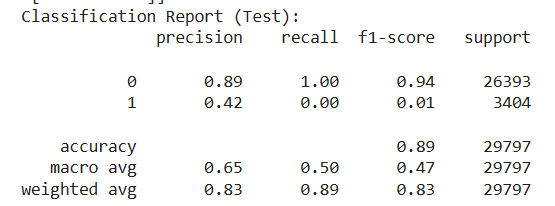 ]]
Classification Report (Test):
precision recall f1-score support
0 0.89 1.00 0.94 26393
1 0.42 0.00 0.01 3404
accuracy 0.89 29797
macro avg 0.65 0.50 0.47 29797
weighted avg 0.83 0.89 0.83 29797